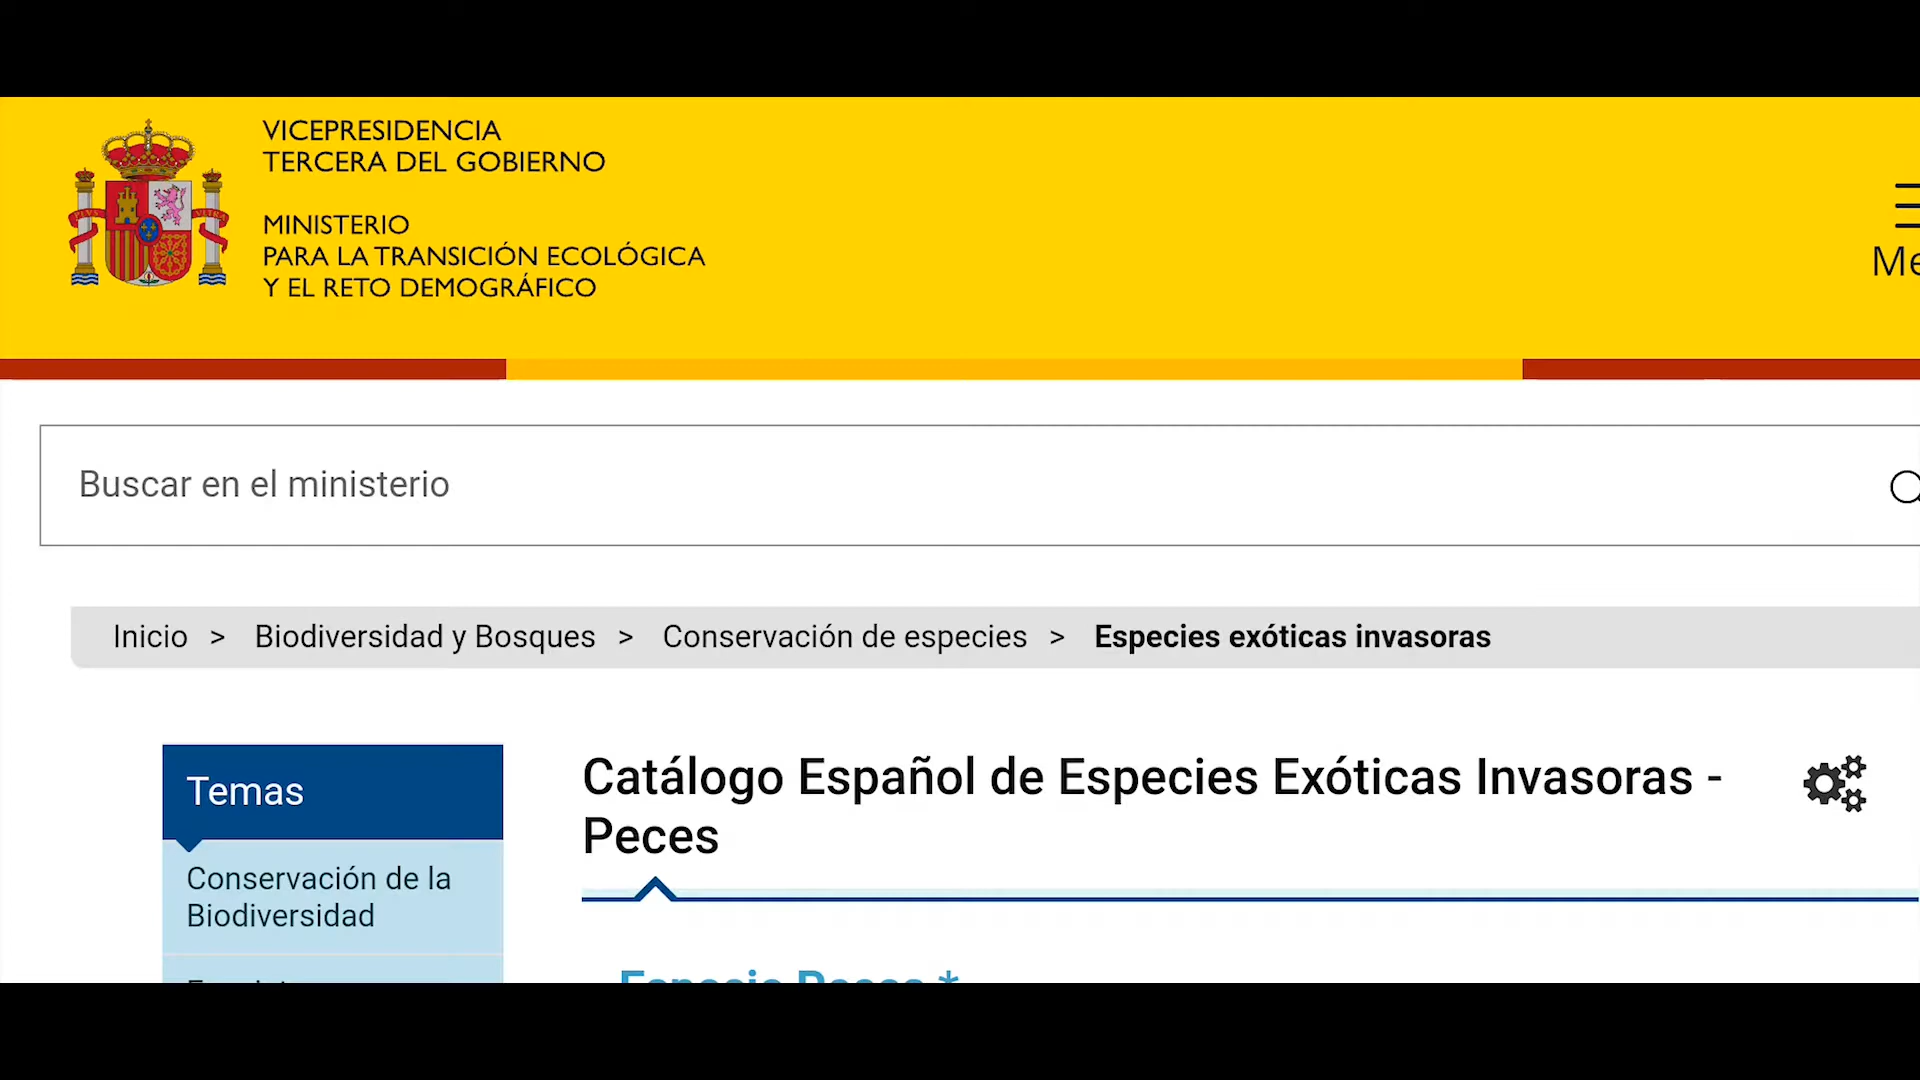 VICEPRESIDENCIA
TERCERA DEL GOBIERNO
MINISTERIO
PARA LA TRANSICIÓN ECOLÓGICA
Y EL RETO DEMOGRÁFICO
Buscar en el ministerio
Inicio > Biodiversidad y Bosques > Conservación de especies > Especies exóticas invasoras
Temas
Catálogo Español de Especies Exóticas Invasoras -
Peces
Conservación de la
Biodiversidad